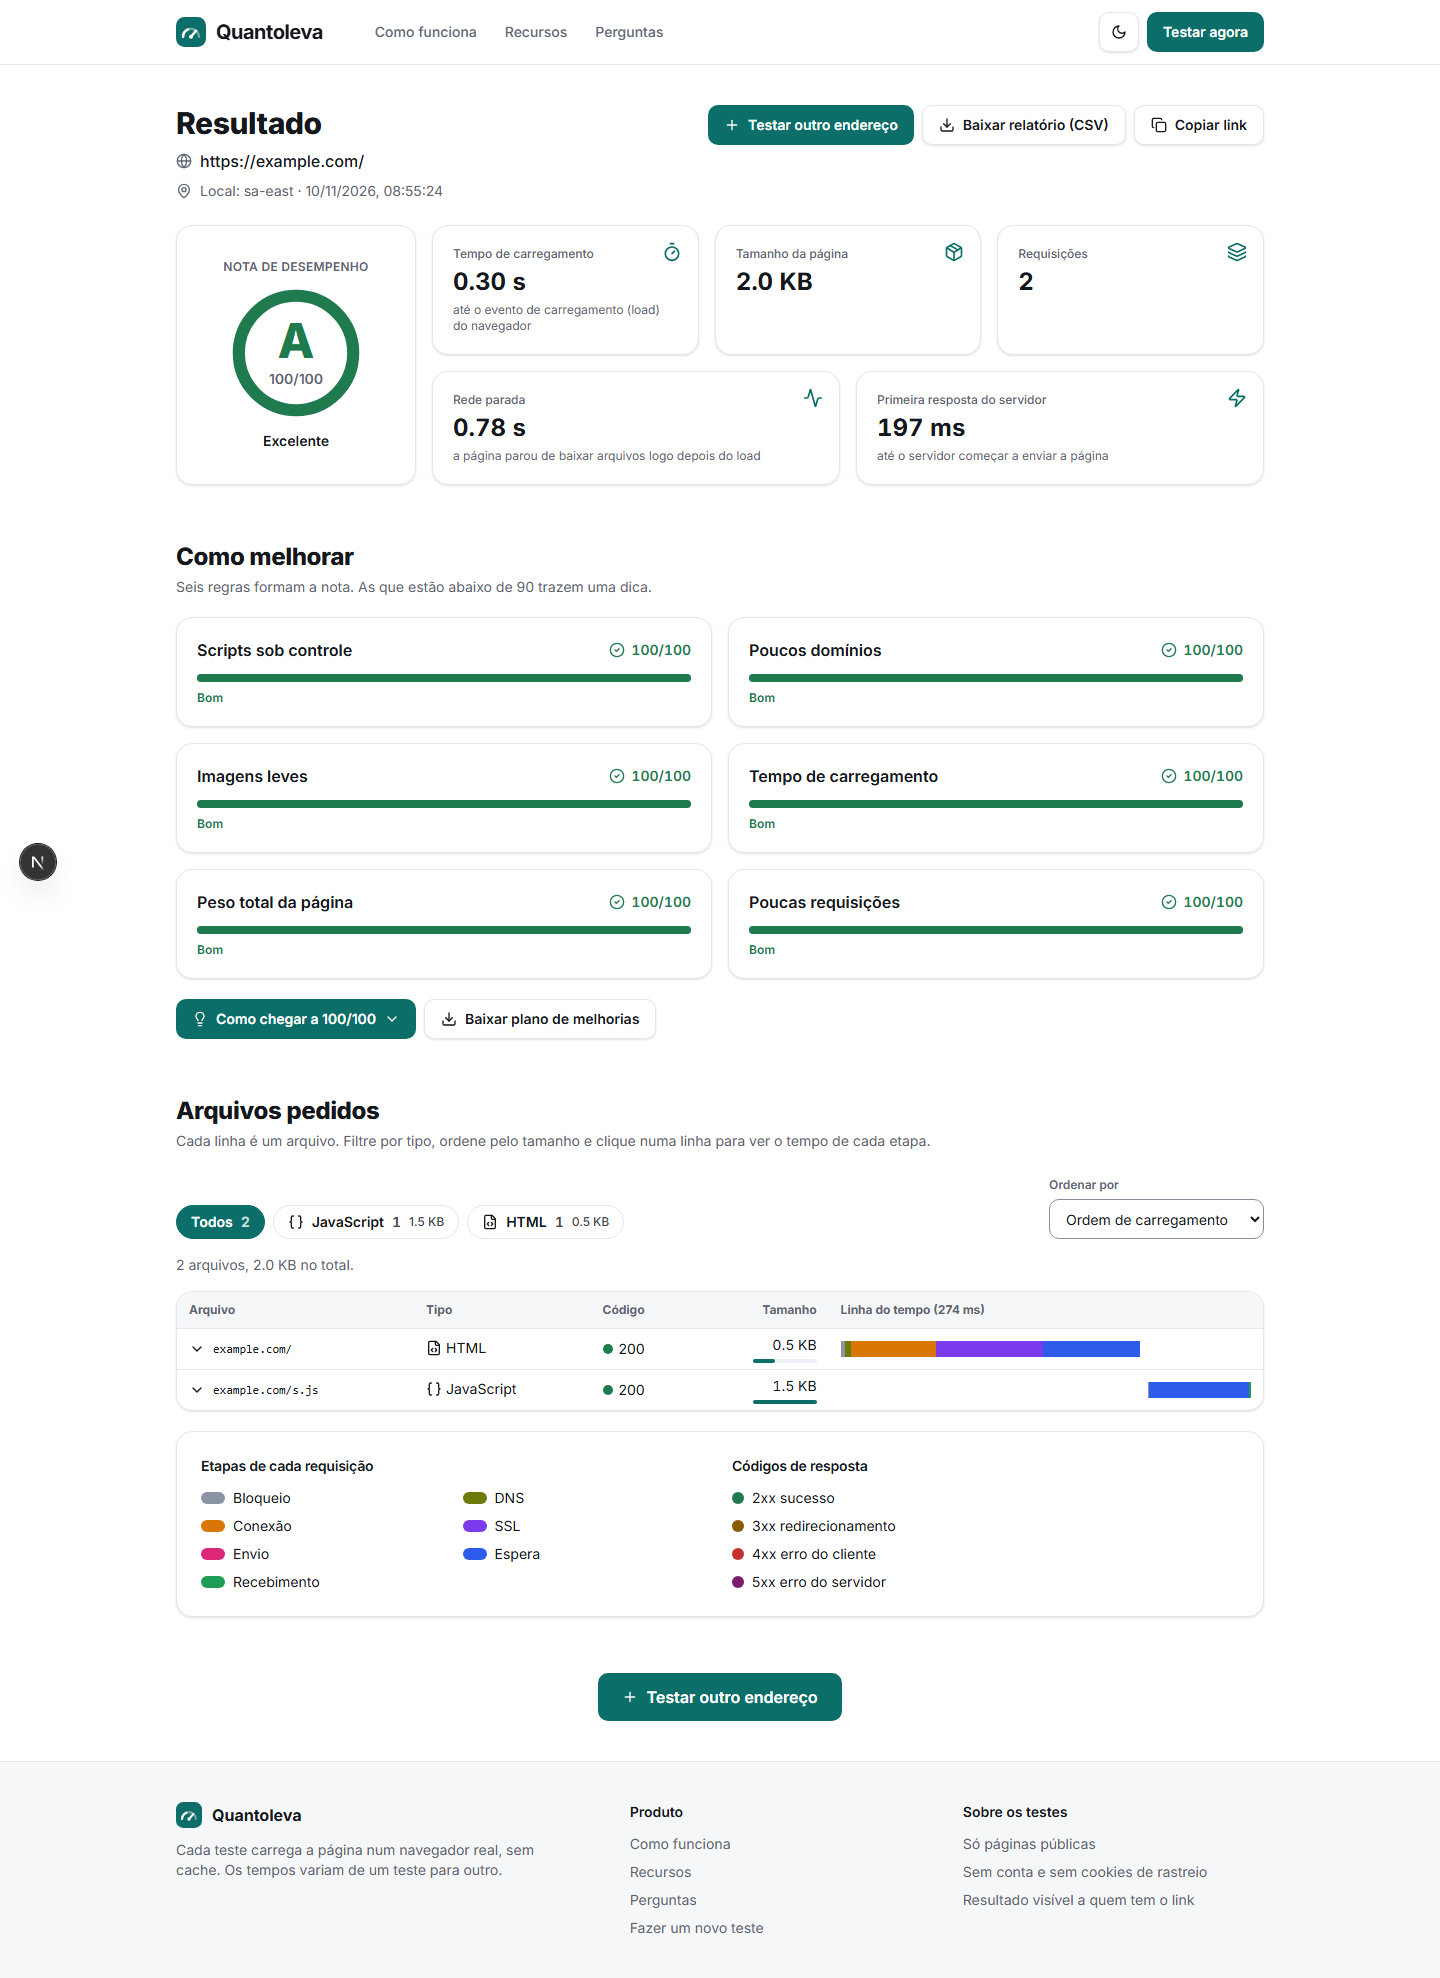 Quantoleva
Como funciona
Recursos
Perguntas
Testar agora
Resultado
Testar outro endereço
Baixar relatório (CSV)
Copiar link
https://example.com/
Local: sa-east · 10/11/2026, 08:55:24
NOTA DE DESEMPENHO
A
100/100
Excelente
Tempo de carregamento
0.30 s
até o evento de carregamento (load)
do navegador
Tamanho da página
2.0 KB
Requisições
2
Rede parada
0.78 s
a página parou de baixar arquivos logo depois do load
Primeira resposta do servidor
197 ms
até o servidor começar a enviar a página
Como melhorar
Seis regras formam a nota. As que estão abaixo de 90 trazem uma dica.
Scripts sob controle
100/100
Bom
Poucos domínios
100/100
Bom
Imagens leves
100/100
Bom
Tempo de carregamento
100/100
Bom
Peso total da página
100/100
Bom
Poucas requisições
100/100
Bom
N
Como chegar a 100/100
Baixar plano de melhorias
Arquivos pedidos
Cada linha é um arquivo. Filtre por tipo, ordene pelo tamanho e clique numa linha para ver o tempo de cada etapa.
Ordenar por
Todos 2
JavaScript 1 1.5 KB
HTML 1 0.5 KB
Ordem de carregamento
2 arquivos, 2.0 KB no total.
Arquivo Tipo Código Tamanho Linha do tempo (274 ms)
example.com/ HTML 200 0.5 KB
example.com/s.js JavaScript 200 1.5 KB
Etapas de cada requisição
Bloqueio
DNS
Conexão
SSL
Envio
Espera
Recebimento
Códigos de resposta
2xx sucesso
3xx redirecionamento
4xx erro do cliente
5xx erro do servidor
Testar outro endereço
Quantoleva
Cada teste carrega a página num navegador real, sem
cache. Os tempos variam de um teste para outro.
Produto
Como funciona
Recursos
Perguntas
Fazer um novo teste
Sobre os testes
Só páginas públicas
Sem conta e sem cookies de rastreio
Resultado visível a quem tem o link